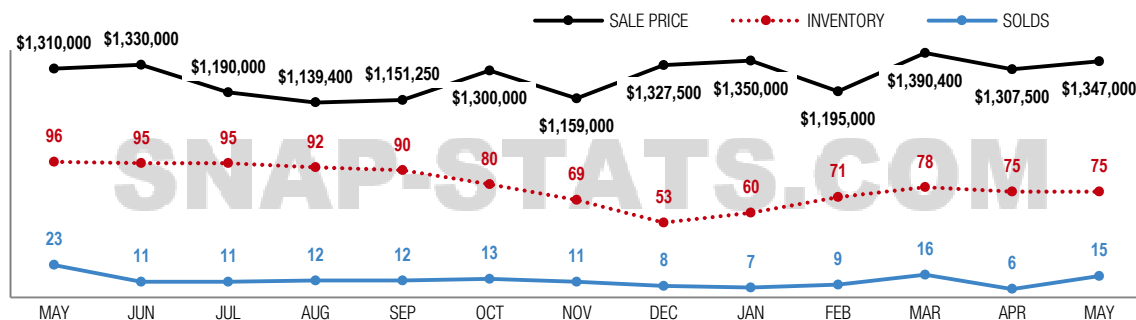 SALE PRICE INVENTORY SOLDS
$1,310,000 $1,330,000 $1,190,000 $1,139,400 $1,151,250 $1,300,000 $1,159,000 $1,327,500 $1,350,000 $1,195,000 $1,390,400 $1,307,500 $1,347,000
96 95 95 92 90 80 69 53 60 71 78 75 75
SNAP-STATS.COM
23 11 11 12 12 13 11 8 7 9 16 6 15
MAY JUN JUL AUG SEP OCT NOV DEC JAN FEB MAR APR MAY